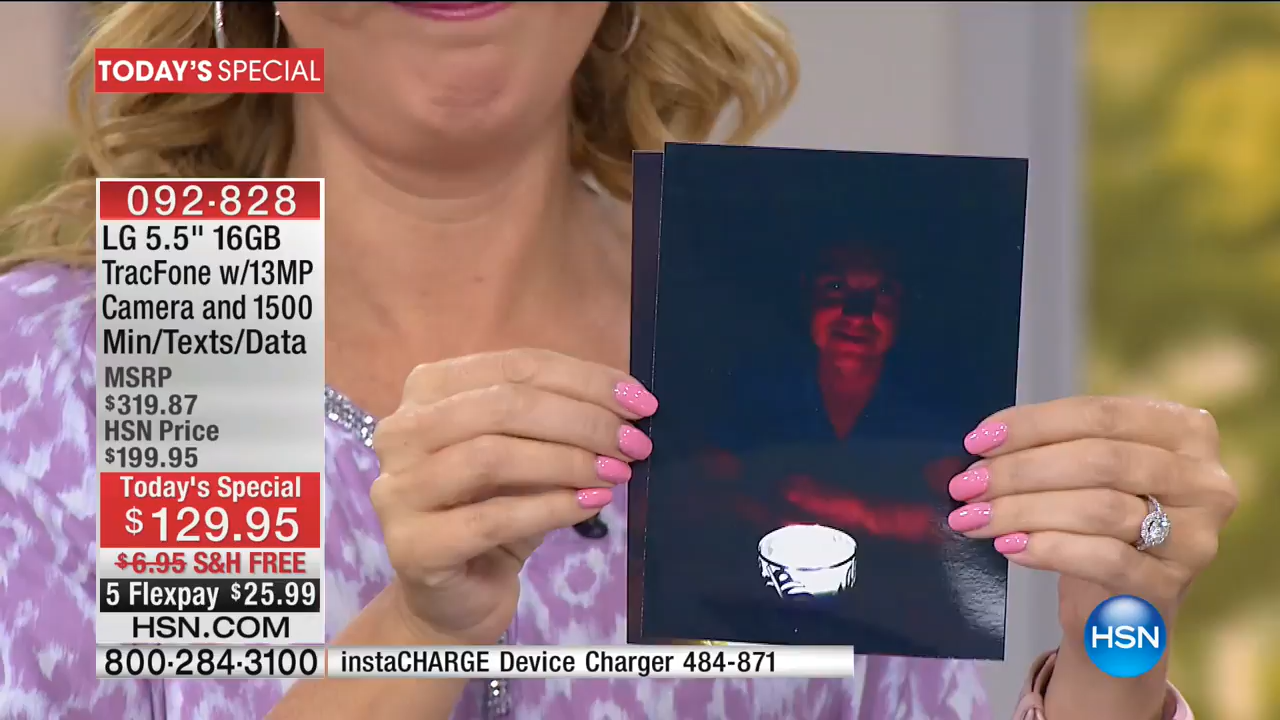 TODAY'S SPECIAL
092·828
LG 5.5" 16GB
TracFone w/13MP
Camera and 1500
Min/Texts/Data
MSRP
$319.87
HSN Price
$199.95
Today's Special
$129.95
$6.95 S&H FREE
5 Flexpay $25.99
HSN.COM
800·284·3100
instaCHARGE Device Charger 484-871
HSN